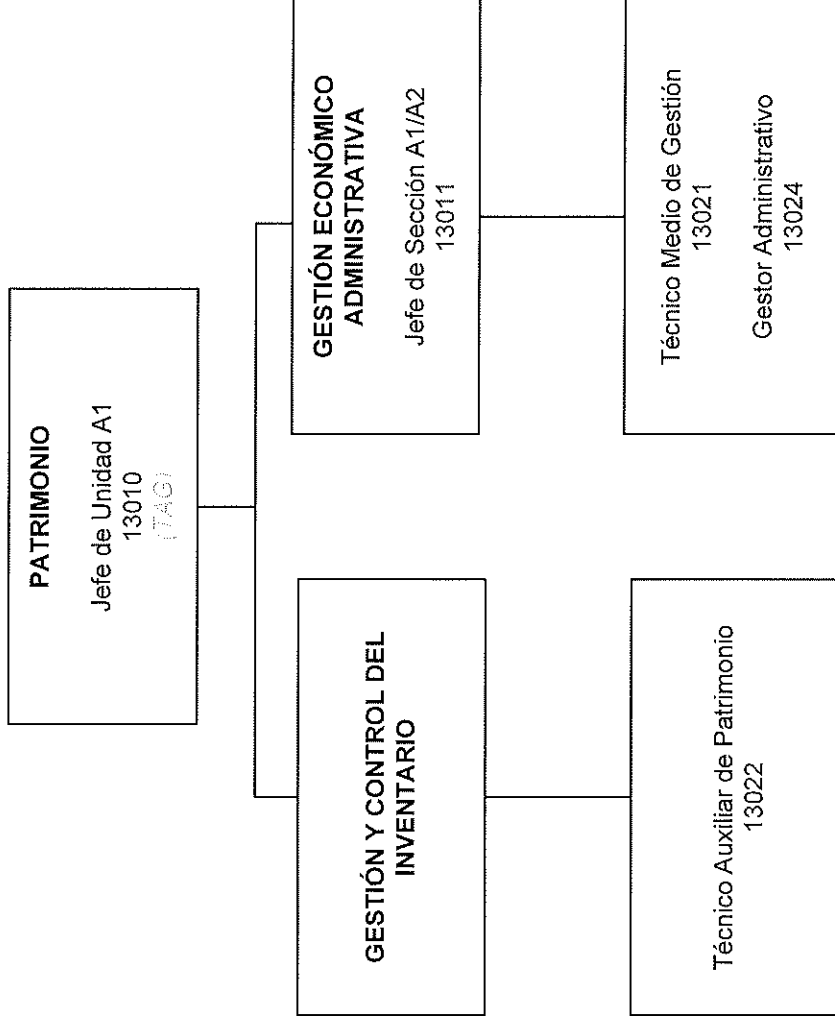 PATRIMONIO
Jefe de Unidad A1
13010
(TAG)
GESTIÓN Y CONTROL DEL
INVENTARIO
GESTIÓN ECONÓMICO
ADMINISTRATIVA
Jefe de Sección A1/A2
13011
Técnico Auxiliar de Patrimonio
13022
Técnico Medio de Gestión
13021
Gestor Administrativo
13024